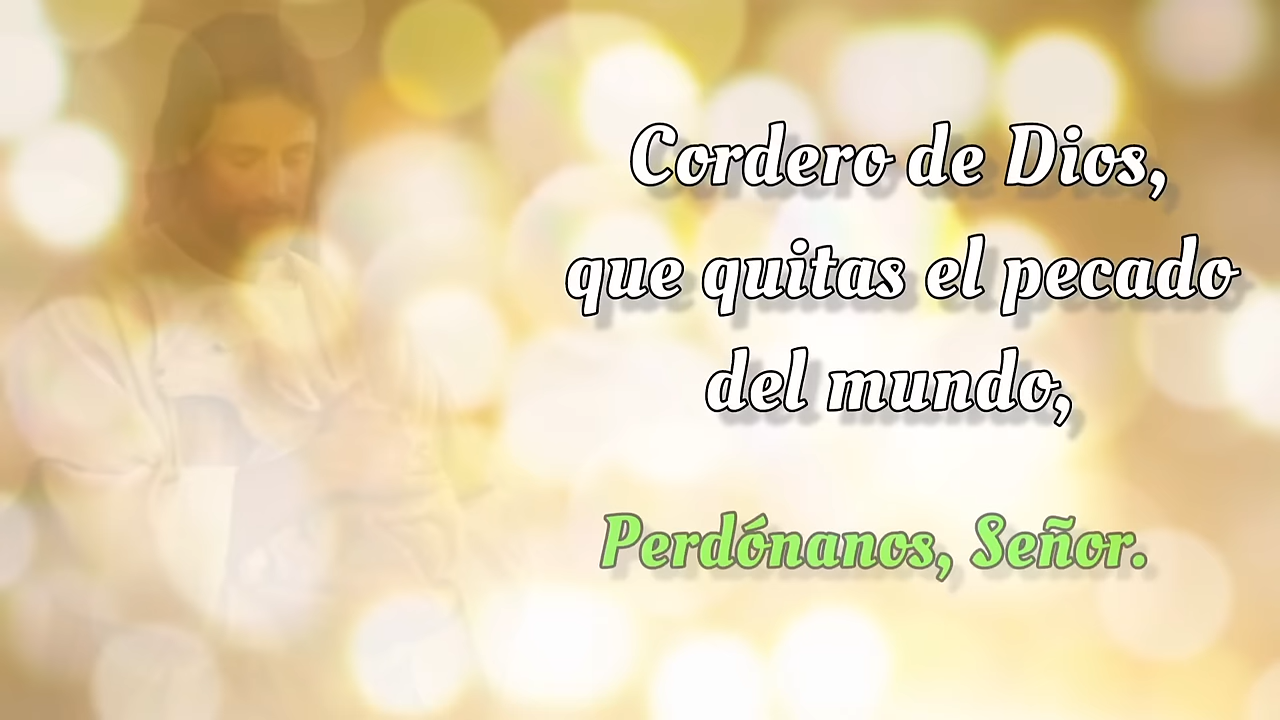 Cordero de Dios,
que quitas el pecado
del mundo,
Perdónanos, Señor.